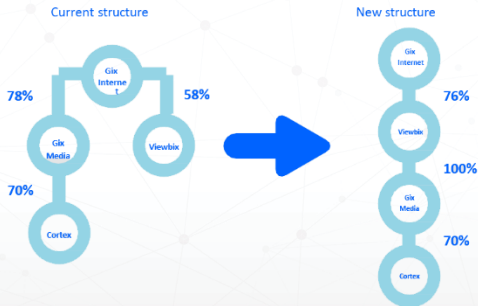 Current structure
New structure
Gix
Interne
t
78%
58%
Gix
Media
Viewbix
70%
Cortex
Gix
Internet
76%
Viewbix
100%
Gix
Media
70%
Cortex